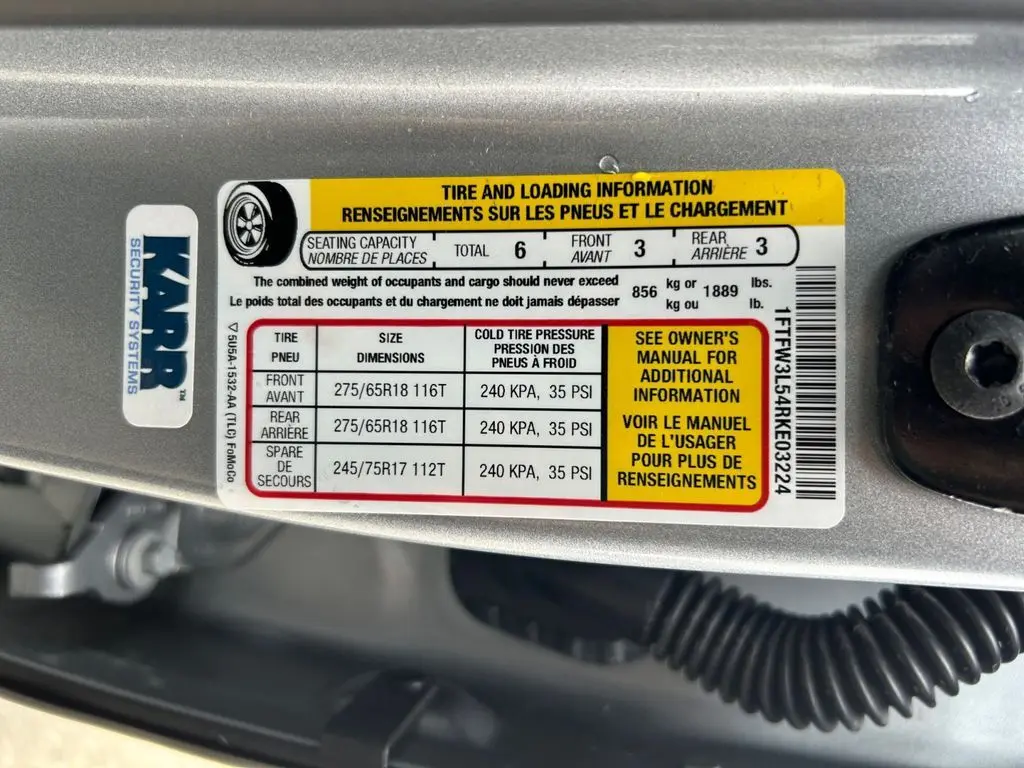 TIRE AND LOADING INFORMATION
RENSEIGNEMENTS SUR LES PNEUS ET LE CHARGEMENT
SEATING CAPACITY
NOMBRE DE PLACES
TOTAL 6
FRONT
AVANT
3
REAR
ARRIÈRE
3
The combined weight of occupants and cargo should never exceed
Le poids total des occupants et du chargement ne doit jamais dépasser
856 kg or 1889 lbs.
kg ou lb.
TIRE
PNEU
SIZE
DIMENSIONS
COLD TIRE PRESSURE
PRESSION DES
PNEUS À FROID
FRONT
AVANT
275/65R18 116T
240 KPA, 35 PSI
REAR
ARRIÈRE
275/65R18 116T
240 KPA, 35 PSI
SPARE
DE
SECOURS
245/75R17 112T
240 KPA, 35 PSI
SEE OWNER'S
MANUAL FOR
ADDITIONAL
INFORMATION
VOIR LE MANUEL
DE L'USAGER
POUR PLUS DE
RENSEIGNEMENTS
▽ 5U5A-1532-AA (TLC) FoMoCo
1FTFW3L54RKE03224
KARR™
SECURITY SYSTEMS